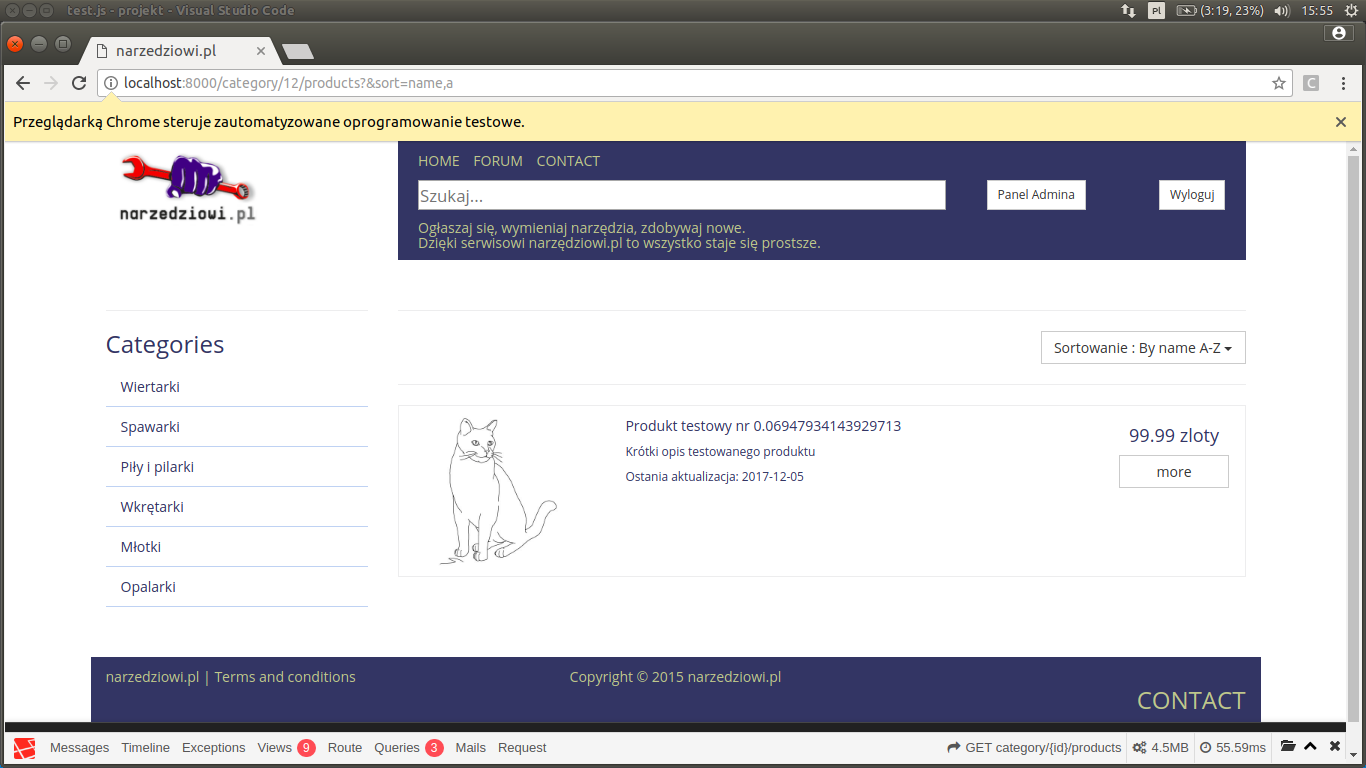 test.js - projekt - Visual Studio Code
Pl
(3:19, 23%)
15:55
narzedziowi.pl
localhost:8000/category/12/products?&sort=name,a
C
Przeglądarką Chrome steruje zautomatyzowane oprogramowanie testowe.
narzedziowi.pl
HOME FORUM CONTACT
Szukaj...
Panel Admina
Wyloguj
Ogłaszaj się, wymieniaj narzędzia, zdobywaj nowe.
Dzięki serwisowi narzędziowi.pl to wszystko staje się prostsze.
Categories
Wiertarki
Spawarki
Piły i pilarki
Wkrętarki
Młotki
Opalarki
Sortowanie : By name A-Z
Produkt testowy nr 0.06947934143929713
Krótki opis testowanego produktu
Ostania aktualizacja: 2017-12-05
99.99 zloty
more
narzedziowi.pl | Terms and conditions
Copyright © 2015 narzedziowi.pl
CONTACT
Messages Timeline Exceptions Views 9 Route Queries 3 Mails Request
GET category/{id}/products 4.5MB 55.59ms